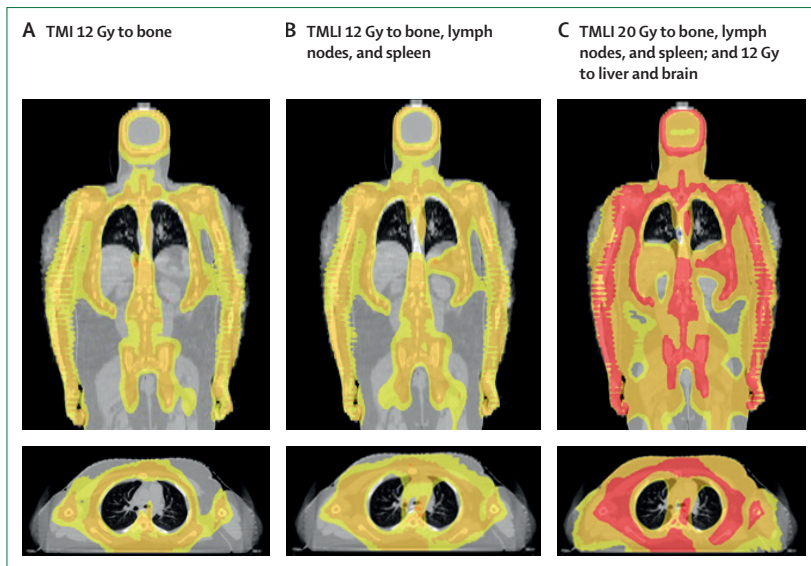 A TMI 12 Gy to bone
B TMLI 12 Gy to bone, lymph
nodes, and spleen
C TMLI 20 Gy to bone, lymph
nodes, and spleen; and 12 Gy
to liver and brain